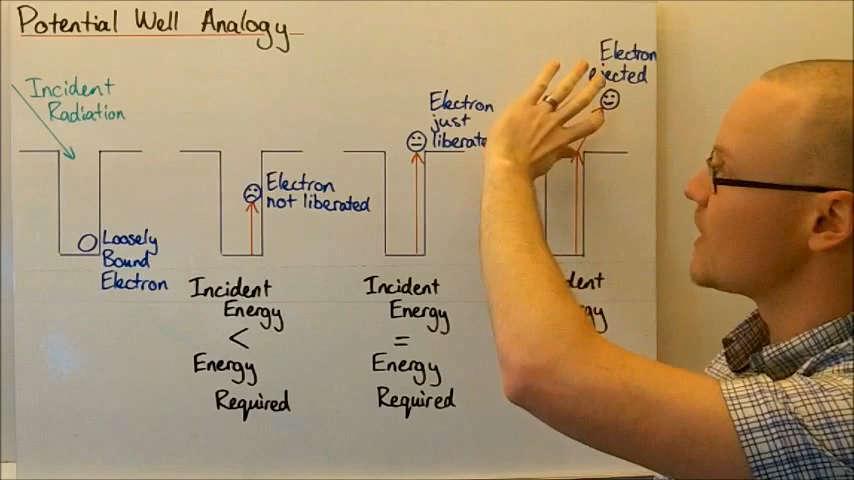 Potential Well Analogy
Incident
Radiation
Loosely
Bound
Electron
Electron
not liberated
Incident
Energy
<
Energy
Required
Electron
just
Incident
Energy
=
Energy
Required
Electron